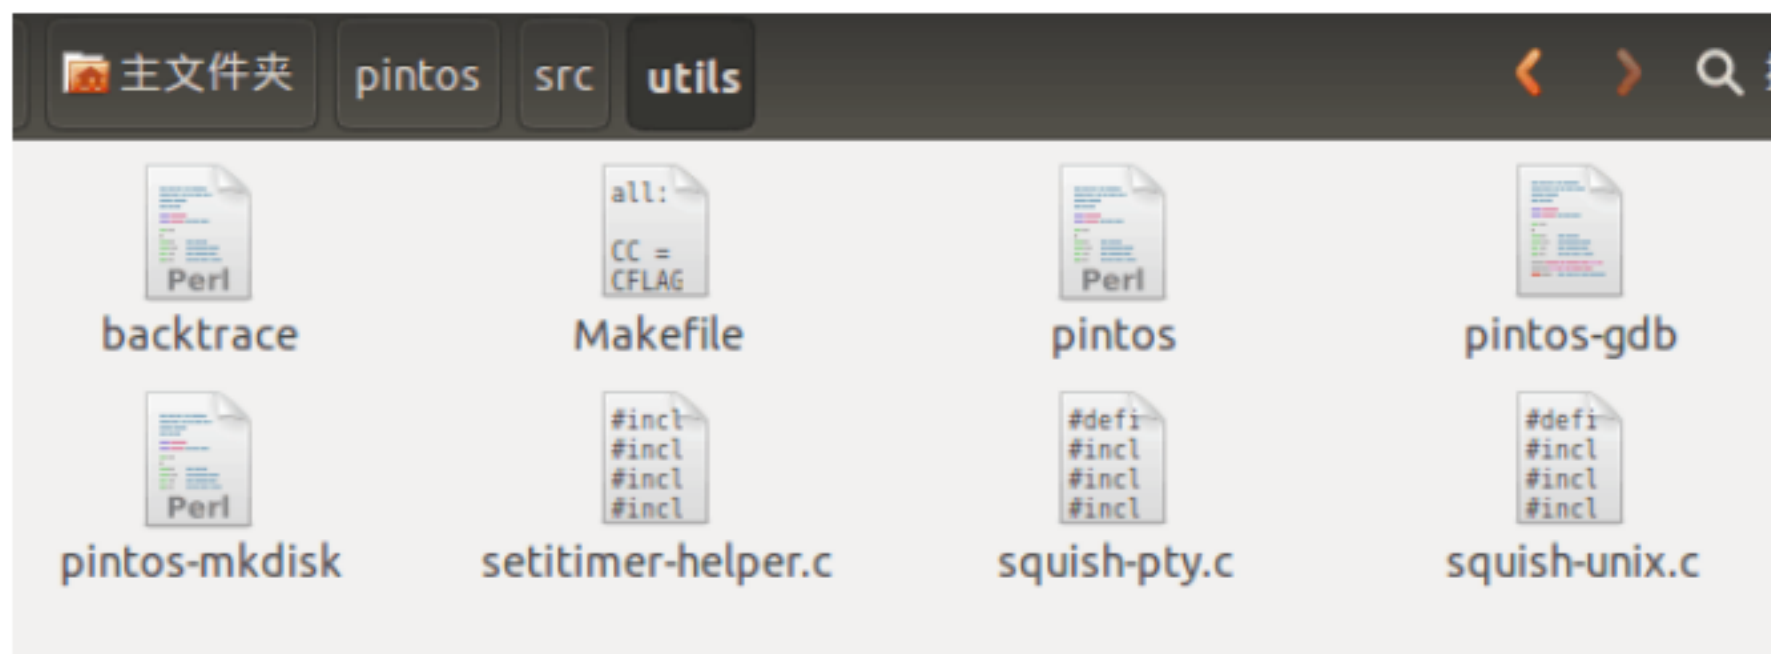 主文件夹 pintos src utils
all:
CC =
CFLAG
Perl
Perl
backtrace Makefile pintos pintos-gdb
#incl
#incl
#incl
#incl
#defi
#incl
#incl
#incl
#defi
#incl
#incl
#incl
Perl
pintos-mkdisk setitimer-helper.c squish-pty.c squish-unix.c